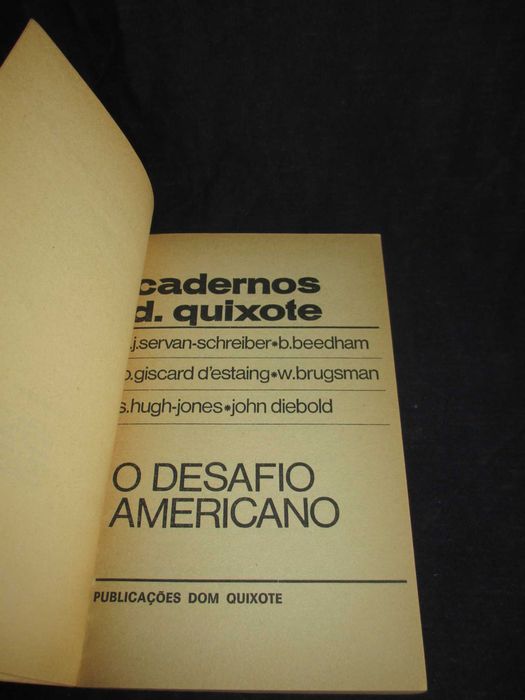 cadernos
d. quixote
.j.servan-schreiber*b.beedham
o.giscard d'estaing*w.brugsman
s.hugh-jones*john diebold
O DESAFIO
AMERICANO
PUBLICAÇÕES DOM QUIXOTE